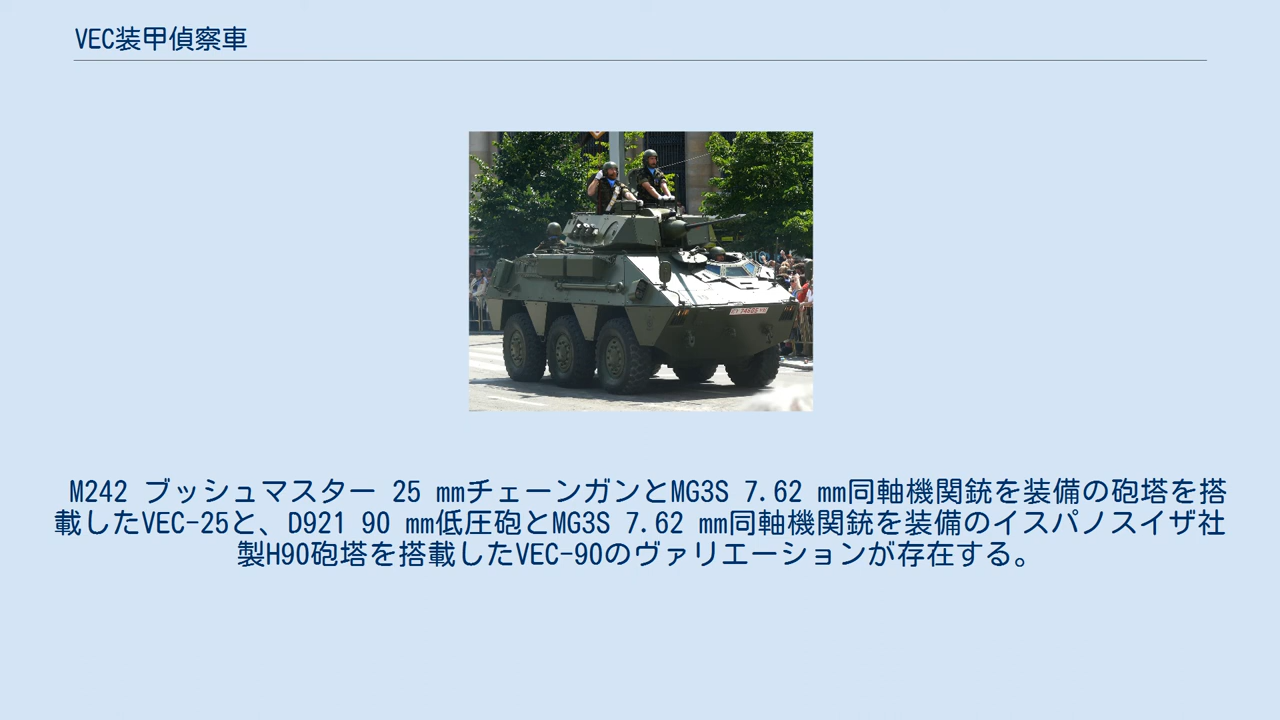 VEC装甲偵察車
M242 ブッシュマスター 25 mmチェーンガンとMG3S 7.62 mm同軸機関銃を装備の砲塔を搭
載したVEC-25と、D921 90 mm低圧砲とMG3S 7.62 mm同軸機関銃を装備のイスパノスイザ社
製H90砲塔を搭載したVEC-90のヴァリエーションが存在する。